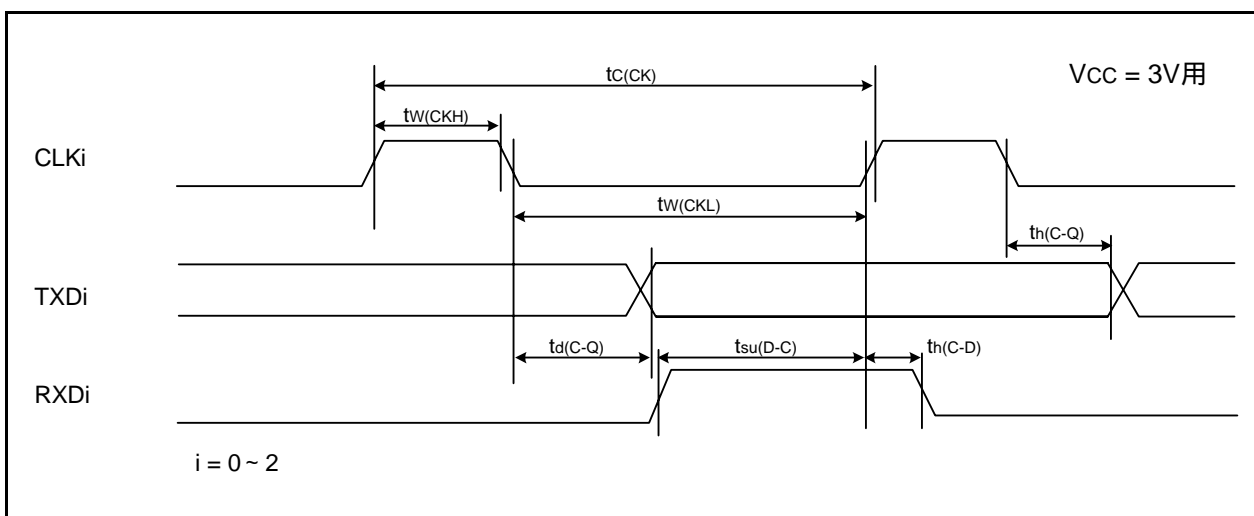 VCC = 3V用
tC(CK)
tW(CKH)
CLKi
tW(CKL)
th(C-Q)
TXDi
td(C-Q)
tsu(D-C)
th(C-D)
RXDi
i = 0 ~ 2